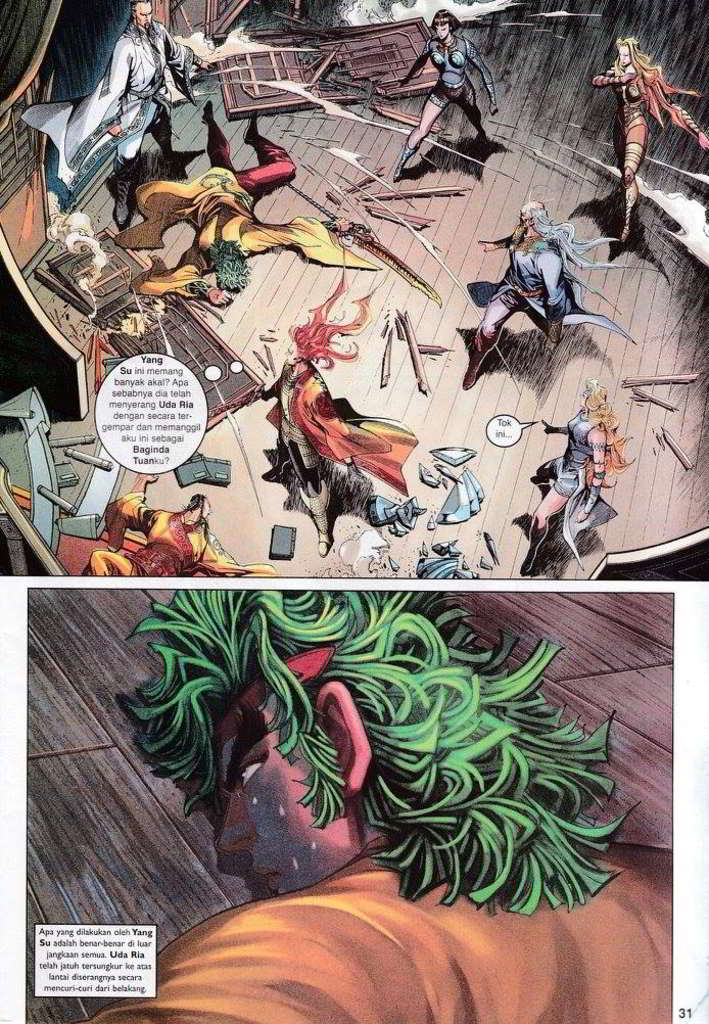 Yang
Su ini memang
banyak akal? Apa
sebabnya dia telah
menyerang Uda Ria
dengan secara ter-
gempar dan memanggil
aku ini sebagai
Baginda
Tuanku?
Tok
ini...
Apa yang dilakukan oleh Yang
Su adalah benar-benar di luar
jangkaan semua. Uda Ria
telah jatuh tersungkur ke atas
lantai diserangnya secara
mencuri-curi dari belakang.
31